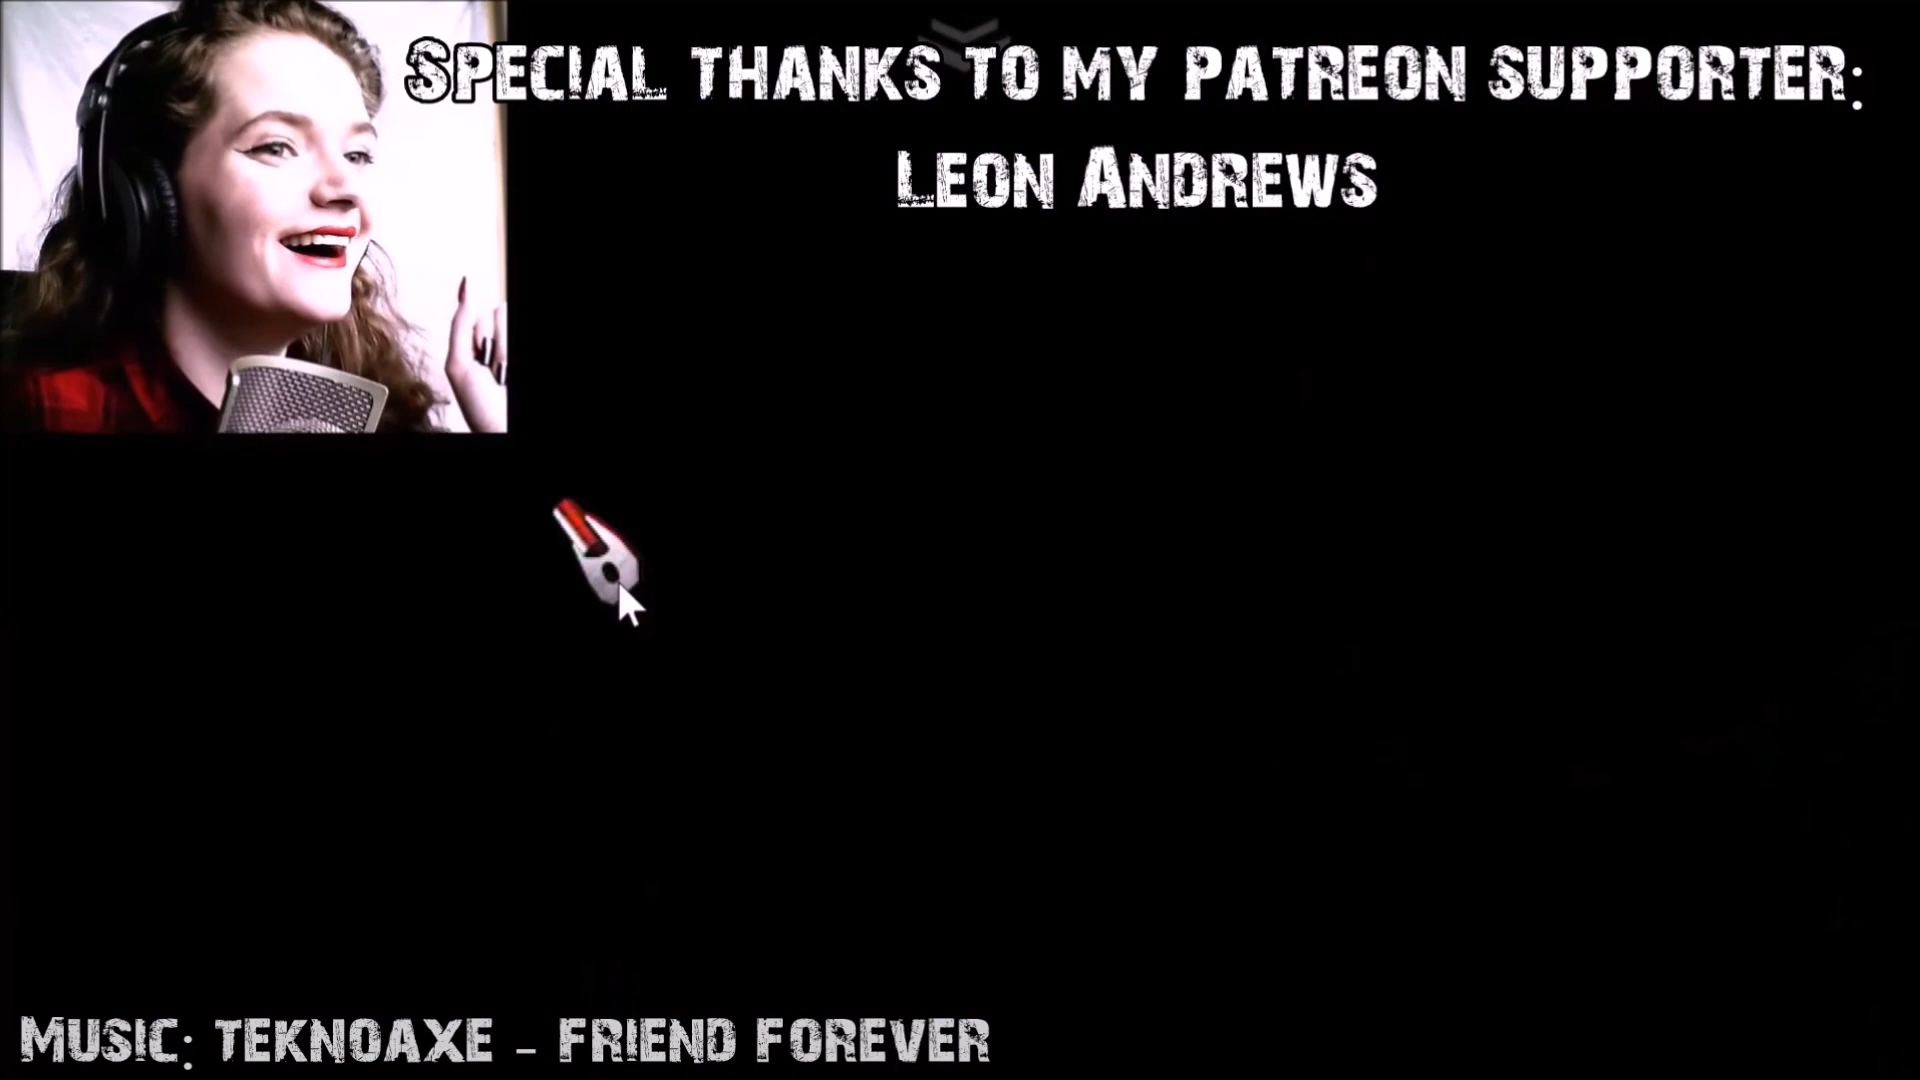 Special thanks to my Patreon supporter:
Leon Andrews
Music: teknoaxe - Friend Forever